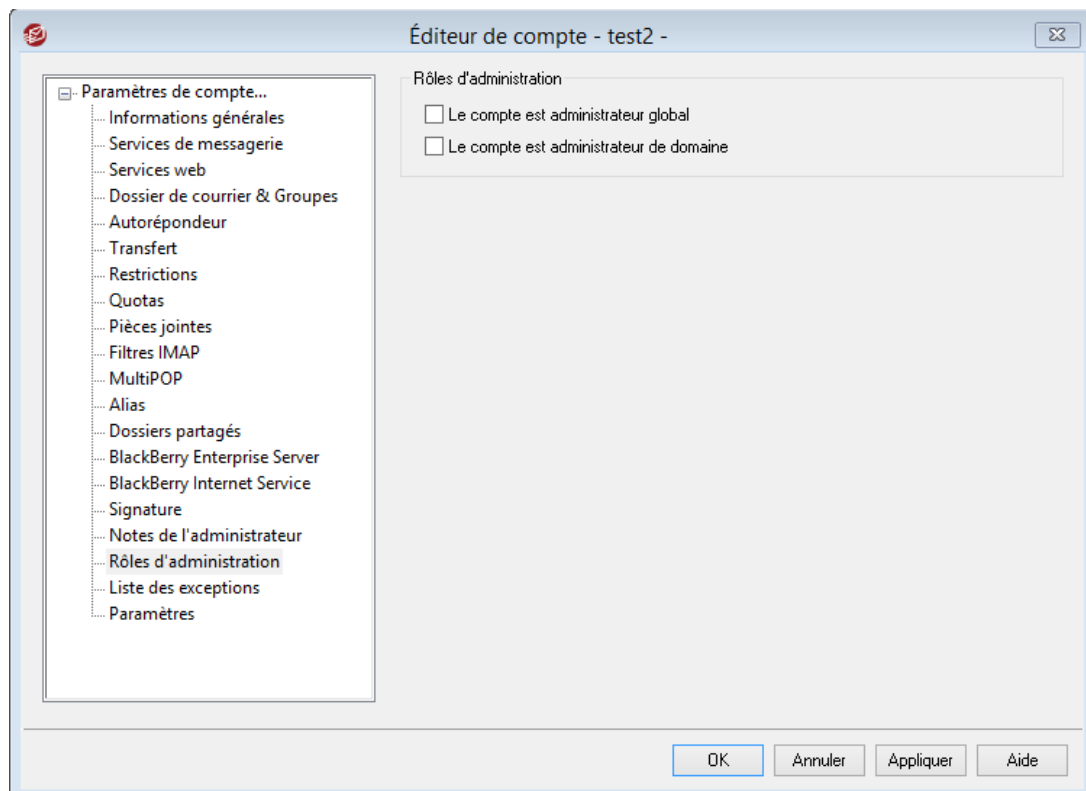 Éditeur de compte - test2 -
Paramètres de compte...
Informations générales
Services de messagerie
Services web
Dossier de courrier & Groupes
Autorépondeur
Transfert
Restrictions
Quotas
Pièces jointes
Filtres IMAP
MultiPOP
Alias
Dossiers partagés
BlackBerry Enterprise Server
BlackBerry Internet Service
Signature
Notes de l'administrateur
Rôles d'administration
Liste des exceptions
Paramètres
Rôles d'administration
Le compte est administrateur global
Le compte est administrateur de domaine
OK
Annuler
Appliquer
Aide